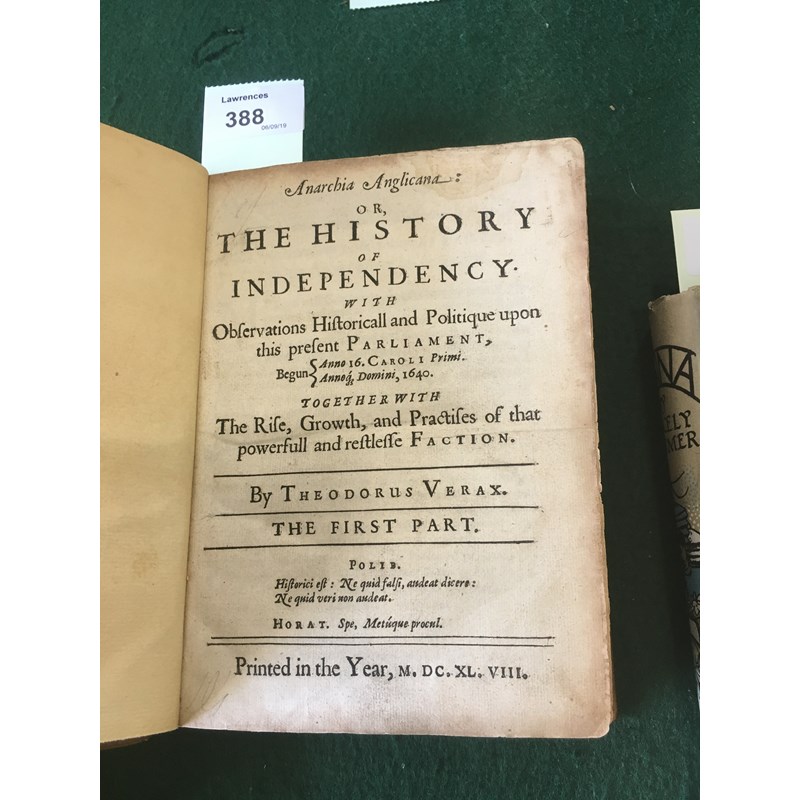 Lawrences
388
06/09/19
Anarchia Anglicana:
OR,
THE HISTORY
OF
INDEPENDENCY.
WITH
Obſervations Hiſtoricall and Politique upon
this preſent PARLIAMENT,
Begun { Anno 16. CAROLI Primi.
Annoq; Domini, 1640.
TOGETHER WITH
The Riſe, Growth, and Practiſes of that
powerfull and reſtleſſe FACTION.
By THEODORUS VERAX.
THE FIRST PART.
POLIB.
Hiſtorici eſt: Ne quid falſi, audeat dicere:
Ne quid veri non audeat.
HORAT. Spe, Metúque procul.
Printed in the Year, M. DC. XL. VIII.
NA
ELY
MER